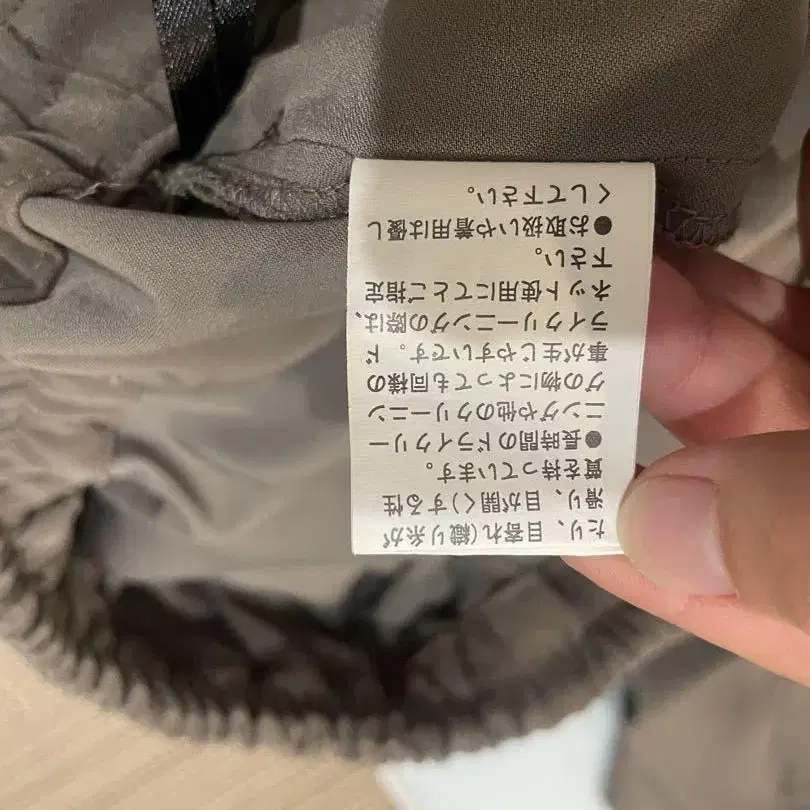 たり、目寄れ(織り糸が
滑り、目が開く)する性
質を持っています。
●長時間のドライクリー
ニングや他のクリーニン
グの物によっても同様の
事が生じやすいです。ド
ライクリーニングの際は、
ネット使用にてとご指定
下さい。
●お取扱いや着用は優し
くして下さい。